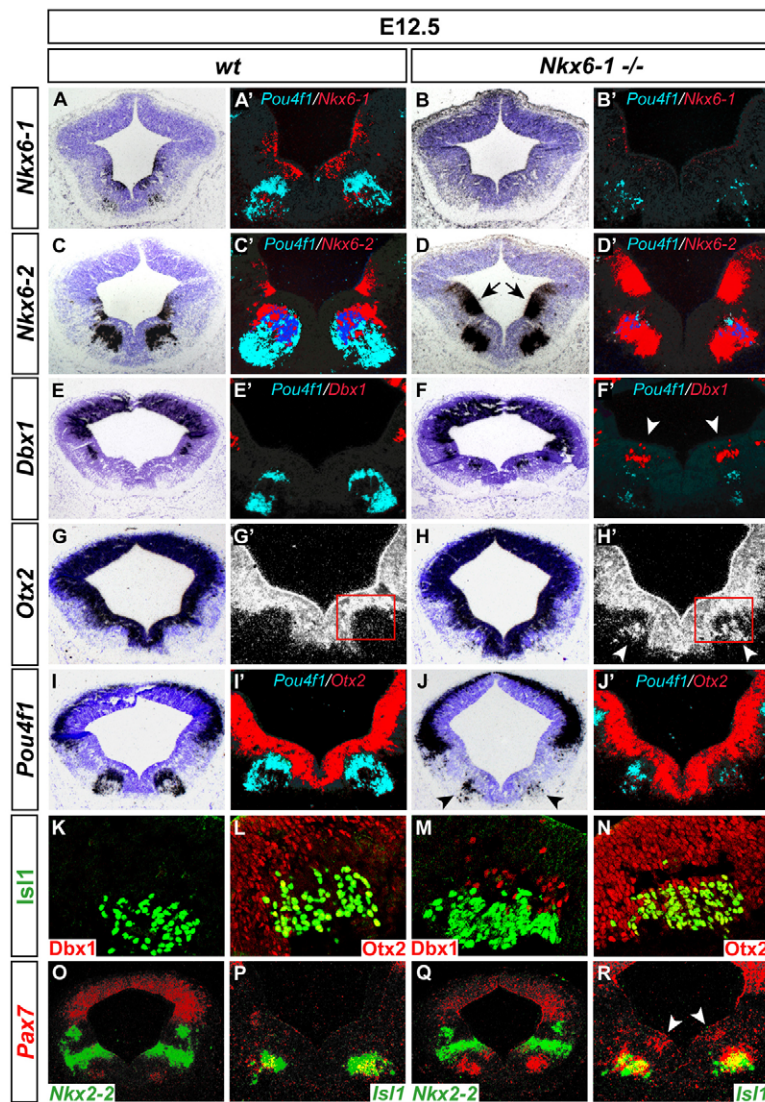 E12.5
wt Nkx6-1 -/-
Nkx6-1
A A' Pou4f1/Nkx6-1 B B' Pou4f1/Nkx6-1
Nkx6-2
C C' Pou4f1/Nkx6-2 D D' Pou4f1/Nkx6-2
Dbx1
E E' Pou4f1/Dbx1 F F' Pou4f1/Dbx1
Otx2
G G' H H'
Pou4f1
I I' Pou4f1/Otx2 J J' Pou4f1/Otx2
Isl1
K L M N
Dbx1 Otx2 Dbx1 Otx2
Pax7
O P Q R
Nkx2-2 Isl1 Nkx2-2 Isl1